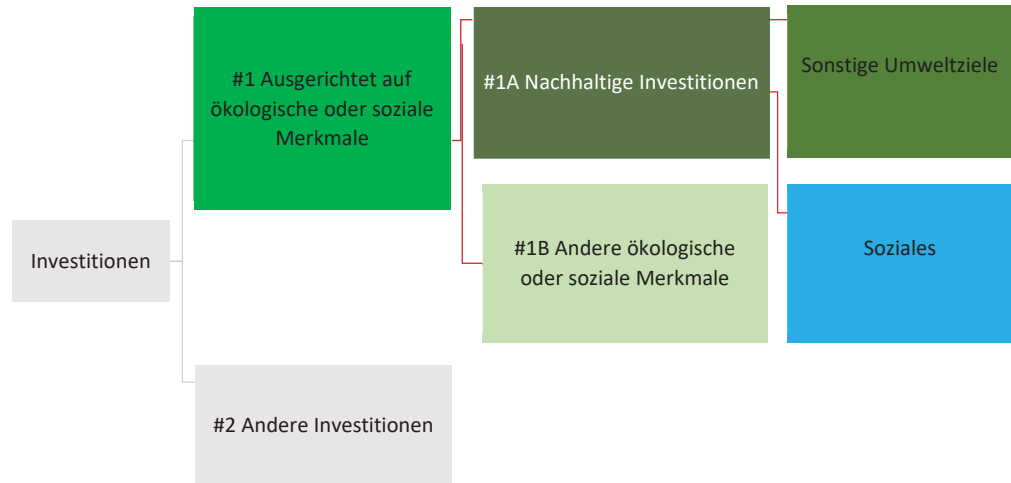 Investitionen
#1 Ausgerichtet auf
ökologische oder soziale
Merkmale
#2 Andere Investitionen
#1A Nachhaltige Investitionen
#1B Andere ökologische
oder soziale Merkmale
Sonstige Umweltziele
Soziales